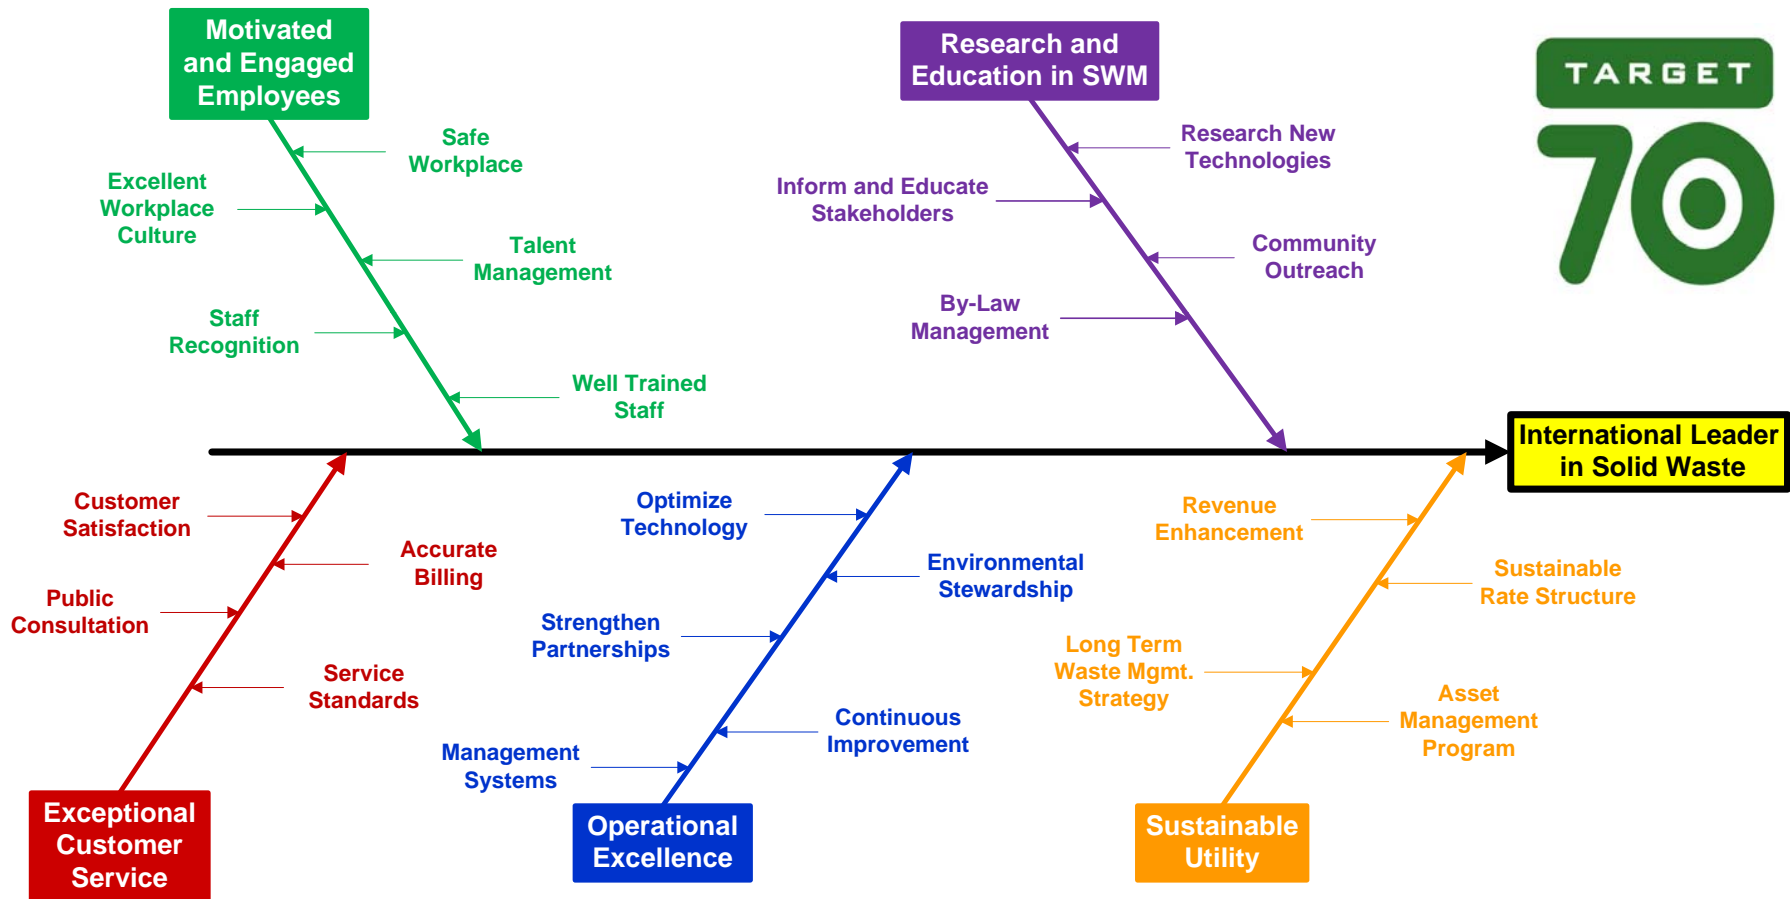 Motivated
and Engaged
Employees
Safe
Workplace
Excellent
Workplace
Culture
Talent
Management
Staff
Recognition
Well Trained
Staff
Research and
Education in SWM
Research New
Technologies
Inform and Educate
Stakeholders
Community
Outreach
By-Law
Management
TARGET
70
International Leader
in Solid Waste
Customer
Satisfaction
Accurate
Billing
Public
Consultation
Service
Standards
Exceptional
Customer
Service
Optimize
Technology
Environmental
Stewardship
Strengthen
Partnerships
Continuous
Improvement
Management
Systems
Operational
Excellence
Revenue
Enhancement
Sustainable
Rate Structure
Long Term
Waste Mgmt.
Strategy
Asset
Management
Program
Sustainable
Utility